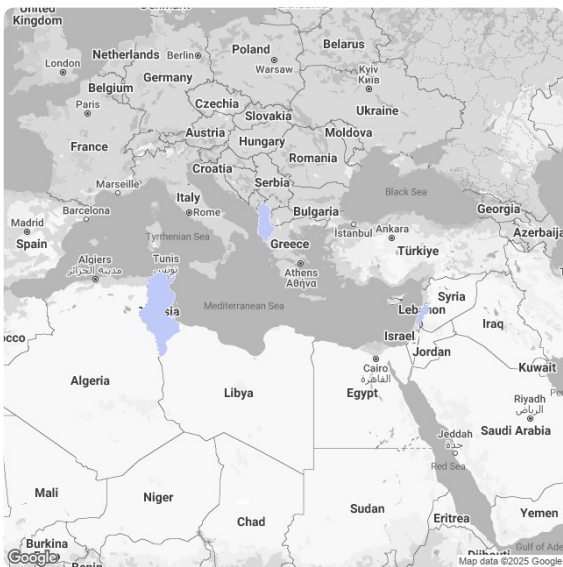 United
Kingdom
London
Netherlands
Berlin
Poland
Warsaw
Belarus
Belgium
Germany
Kyiv
Київ
Paris
Czechia
Slovakia
Ukraine
France
Austria
Hungary
Moldova
Croatia
Romania
Serbia
Marseille
Italy
Black Sea
Georgia
Barcelona
Rome
Bulgaria
Istanbul
Ankara
Madrid
Spain
Tyrrhenian Sea
Greece
Türkiye
Algiers
مدينة الجزائر
Tunis
تونس
Athens
Αθήνα
Mediterranean Sea
Syria
Lebanon
Iraq
Israel
Jordan
Cairo
القاهرة
Kuwait
Algeria
Libya
Egypt
Riyadh
الرياض
Jeddah
جدة
Saudi Arabia
Red Sea
Mali
Niger
Chad
Sudan
Eritrea
Yemen
Burkina
Google
Map data ©2025 Google